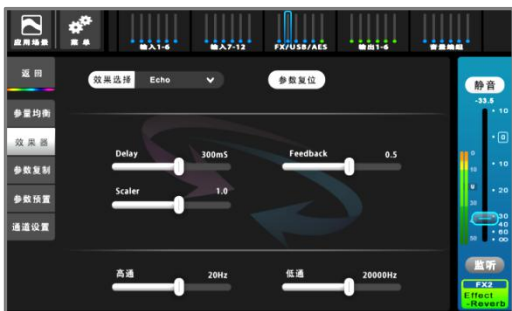 应用场景
菜单
输入1-6
输入7-12
FX/USB/AES
输出1-6
音量编组
返回
效果选择 Echo
参数复位
静音
-33.5
参量均衡
效果器
参数复制
参数预置
通道设置
Delay 300mS
Feedback 0.5
Scaler 1.0
高通 20Hz
低通 20000Hz
10
0
10
20
30
40
60
∞
监听
FX2
Effect
-Reverb